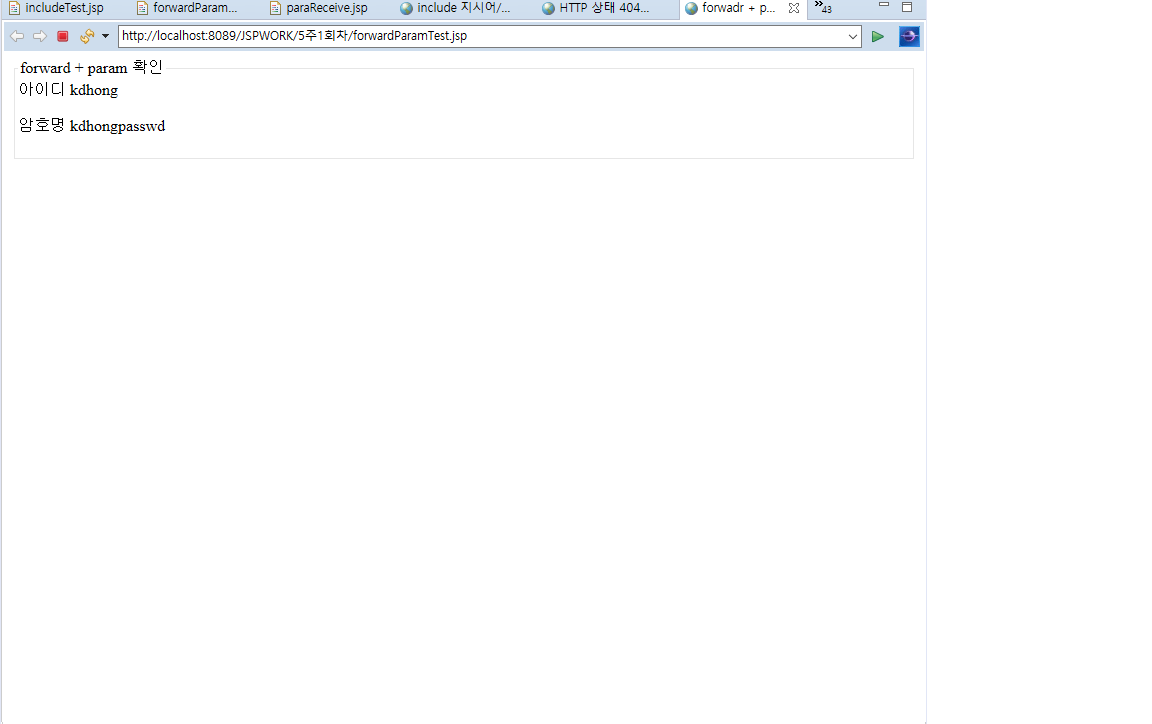 includeTest.jsp forwardParam... paraReceive.jsp include 지시어/... HTTP 상태 404... forwadr + p... 43
http://localhost:8089/JSPWORK/5주1회차/forwardParamTest.jsp
forward + param 확인
아이디 kdhong
암호명 kdhongpasswd